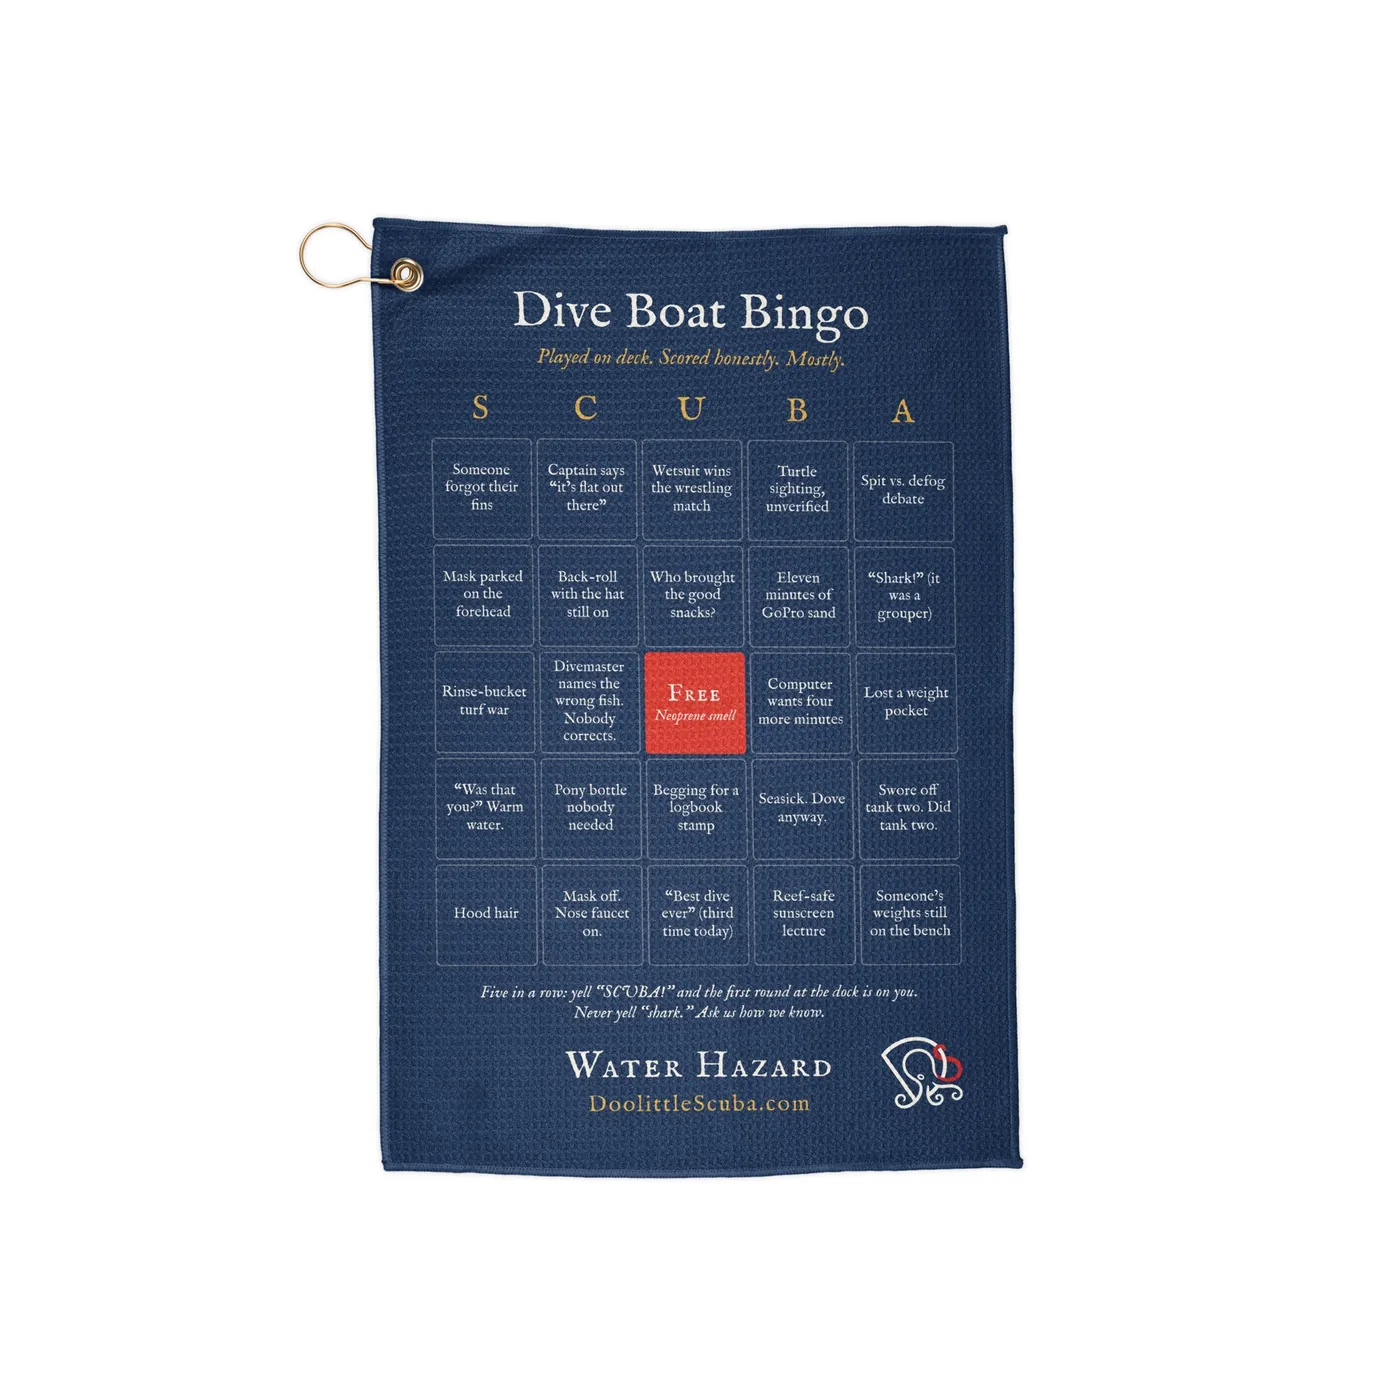 Dive Boat Bingo
Played on deck. Scored honestly. Mostly.
S C U B A
Someone
forgot their
fins
Captain says
“it’s flat out
there”
Wetsuit wins
the wrestling
match
Turtle
sighting,
unverified
Spit vs. defog
debate
Mask parked
on the
forehead
Back-roll
with the hat
still on
Who brought
the good
snacks?
Eleven
minutes of
GoPro sand
“Shark!” (it
was a
grouper)
Rinse-bucket
turf war
Divemaster
names the
wrong fish.
Nobody
corrects.
Free
Neoprene smell
Computer
wants four
more minutes
Lost a weight
pocket
“Was that
you?” Warm
water.
Pony bottle
nobody
needed
Begging for a
logbook
stamp
Seasick. Dove
anyway.
Swore off
tank two. Did
tank two.
Hood hair
Mask off.
Nose faucet
on.
“Best dive
ever” (third
time today)
Reef-safe
sunscreen
lecture
Someone’s
weights still
on the bench
Five in a row: yell “SCUBA!” and the first round at the dock is on you.
Never yell “shark.” Ask us how we know.
Water Hazard
DoolittleScuba.com